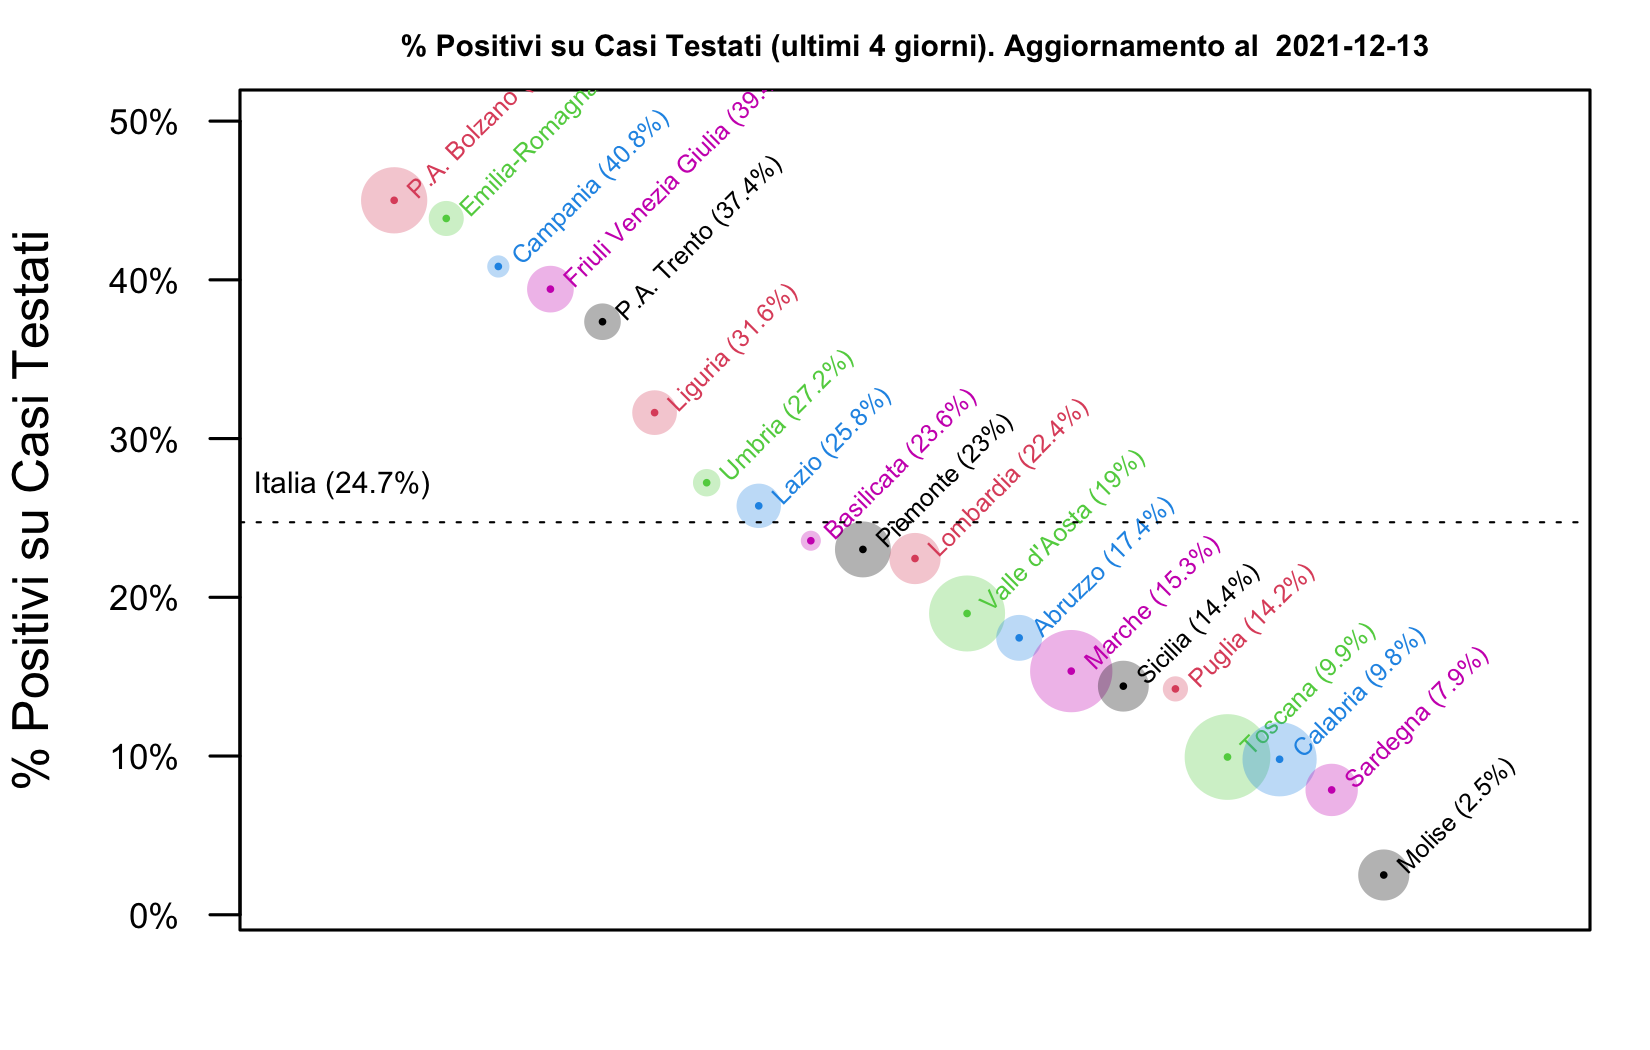 % Positivi su Casi Testati (ultimi 4 giorni). Aggiornamento al 2021-12-13
% Positivi su Casi Testati
50%
40%
30%
20%
10%
0%
P.A. Bolzano (
Emilia-Romagna
Campania (40.8%)
Friuli Venezia Giulia (39.
P.A. Trento (37.4%)
Liguria (31.6%)
Umbria (27.2%)
Lazio (25.8%)
Italia (24.7%)
Basilicata (23.6%)
Piemonte (23%)
Lombardia (22.4%)
Valle d'Aosta (19%)
Abruzzo (17.4%)
Marche (15.3%)
Sicilia (14.4%)
Puglia (14.2%)
Toscana (9.9%)
Calabria (9.8%)
Sardegna (7.9%)
Molise (2.5%)